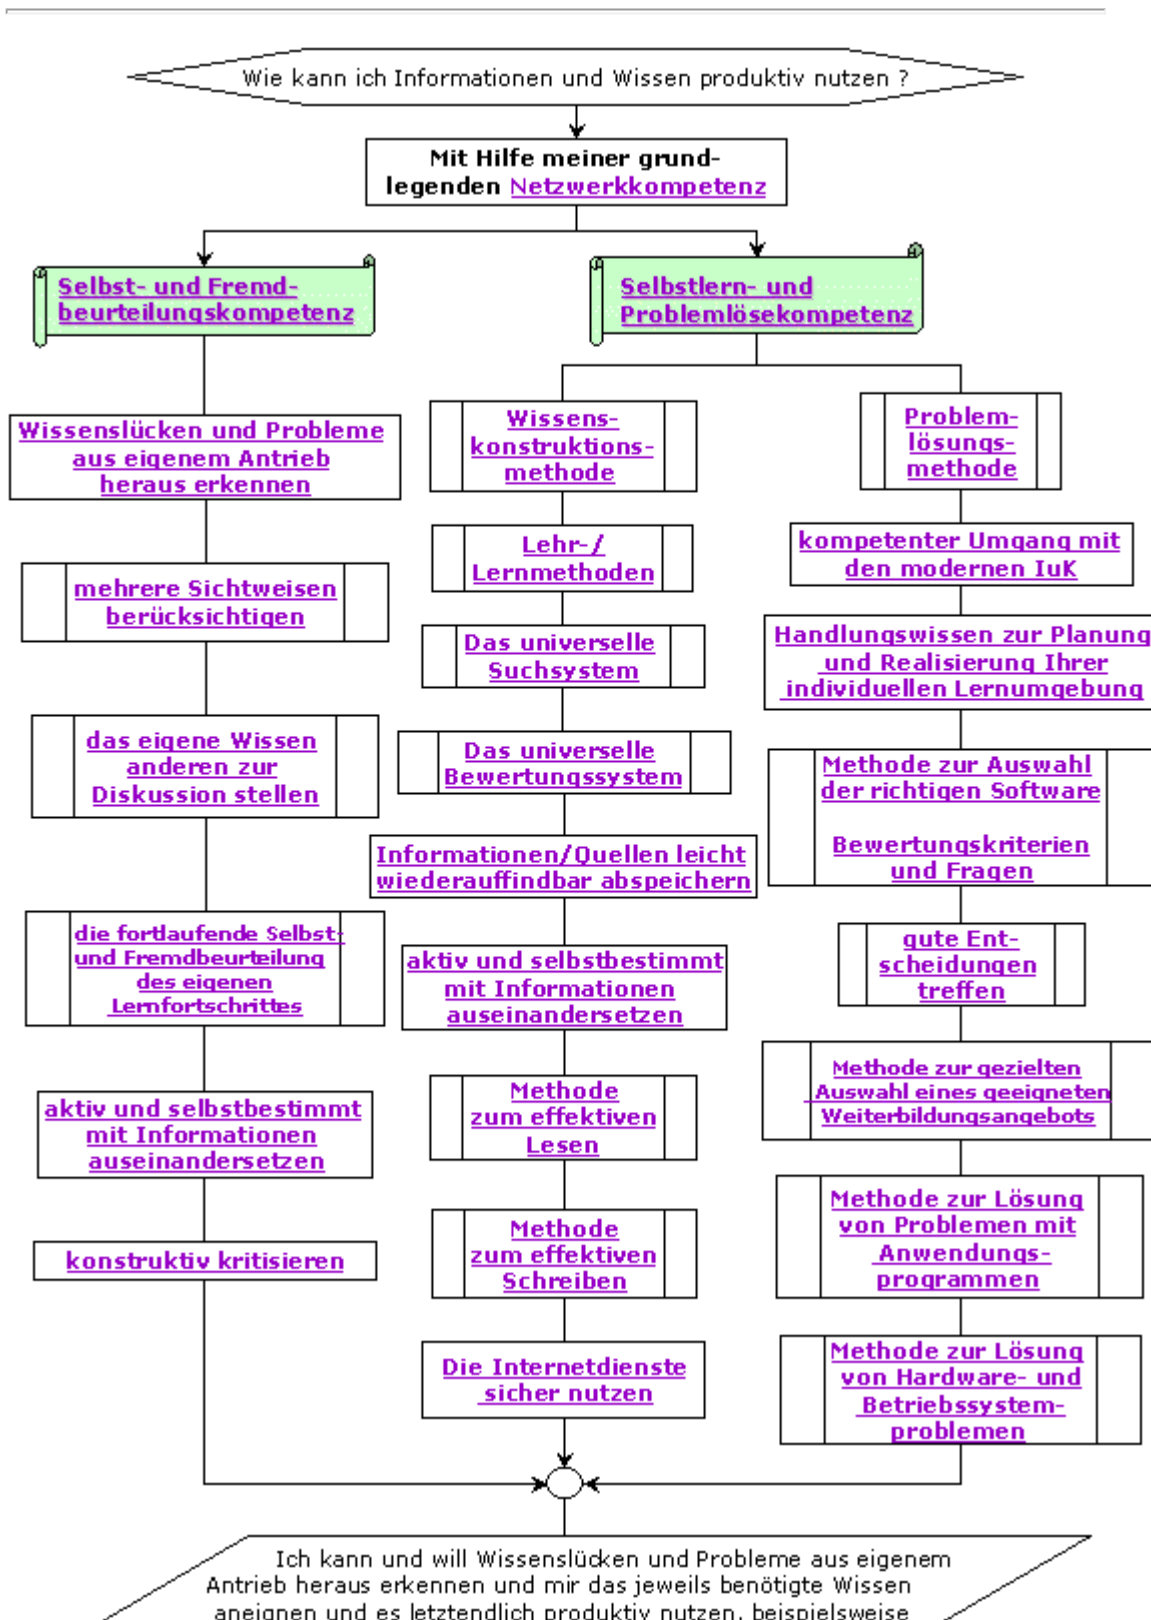 Wie kann ich Informationen und Wissen produktiv nutzen ?
Mit Hilfe meiner grund-
legenden Netzwerkkompetenz
Selbst- und Fremd-
beurteilungskompetenz
Wissenslücken und Probleme
aus eigenem Antrieb
heraus erkennen
mehrere Sichtweisen
berücksichtigen
das eigene Wissen
anderen zur
Diskussion stellen
die fortlaufende Selbst-
und Fremdbeurteilung
des eigenen
Lernfortschrittes
aktiv und selbstbestimmt
mit Informationen
auseinandersetzen
konstruktiv kritisieren
Selbstlern- und
Problemlösekompetenz
Wissens-
konstruktions-
methode
Lehr-/
Lernmethoden
Das universelle
Suchsystem
Das universelle
Bewertungssystem
Informationen/Quellen leicht
wiederauffindbar abspeichern
aktiv und selbstbestimmt
mit Informationen
auseinandersetzen
Methode
zum effektiven
Lesen
Methode
zum effektiven
Schreiben
Die Internetdienste
sicher nutzen
Problem-
lösungs-
methode
kompetenter Umgang mit
den modernen IuK
Handlungswissen zur Planung
und Realisierung Ihrer
individuellen Lernumgebung
Methode zur Auswahl
der richtigen Software
Bewertungskriterien
und Fragen
gute Ent-
scheidungen
treffen
Methode zur gezielten
Auswahl eines geeigneten
Weiterbildungsangebots
Methode zur Lösung
von Problemen mit
Anwendungs-
programmen
Methode zur Lösung
von Hardware- und
Betriebssystem-
problemen
Ich kann und will Wissenslücken und Probleme aus eigenem
Antrieb heraus erkennen und mir das jeweils benötigte Wissen
aneignen und es letztendlich produktiv nutzen, beispielsweise